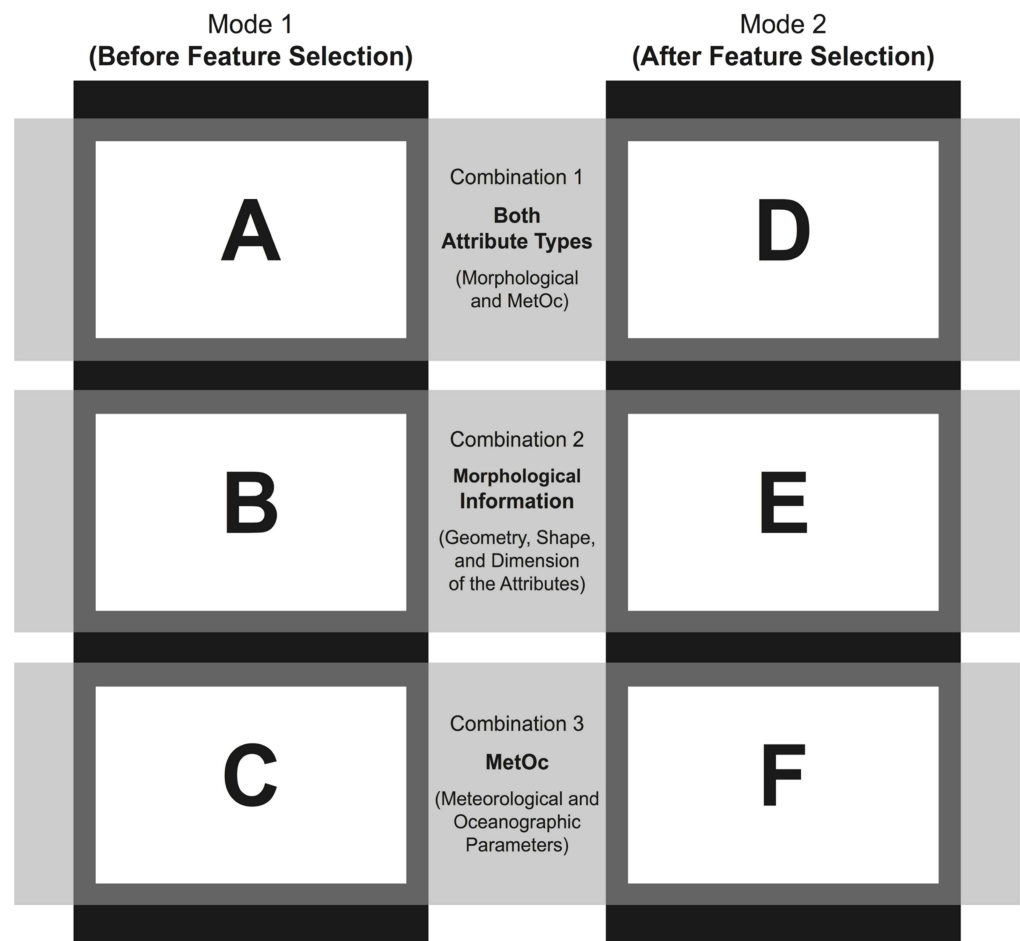 Mode 1
(Before Feature Selection)
Mode 2
(After Feature Selection)
A
Combination 1
Both
Attribute Types
(Morphological
and MetOc)
D
B
Combination 2
Morphological
Information
(Geometry, Shape,
and Dimension
of the Attributes)
E
C
Combination 3
MetOc
(Meteorological and
Oceanographic
Parameters)
F